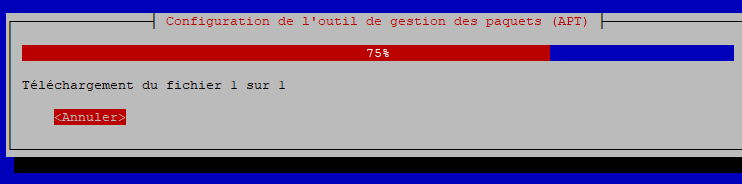 Configuration de l'outil de gestion des paquets (APT)
75%
Téléchargement du fichier 1 sur 1
<Annuler>